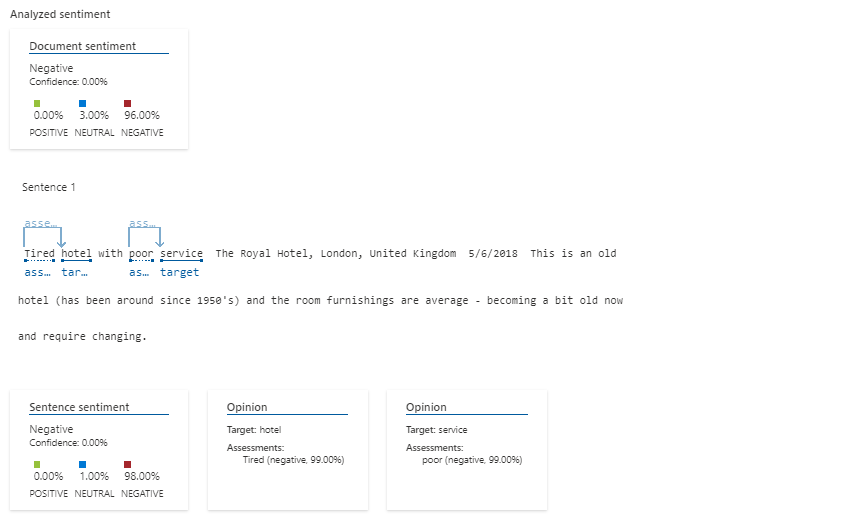 Analyzed sentiment
Document sentiment
Negative
Confidence: 0.00%
0.00% 3.00% 96.00%
POSITIVE NEUTRAL NEGATIVE
Sentence 1
asse... ass...
Tired hotel with poor service The Royal Hotel, London, United Kingdom 5/6/2018 This is an old
ass... tar... as... target
hotel (has been around since 1950's) and the room furnishings are average - becoming a bit old now
and require changing.
Sentence sentiment
Negative
Confidence: 0.00%
0.00% 1.00% 98.00%
POSITIVE NEUTRAL NEGATIVE
Opinion
Target: hotel
Assessments:
Tired (negative, 99.00%)
Opinion
Target: service
Assessments:
poor (negative, 99.00%)